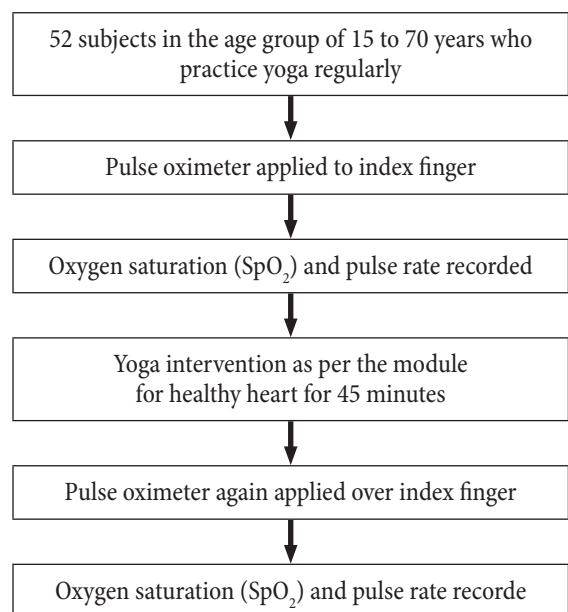 52 subjects in the age group of 15 to 70 years who
practice yoga regularly
Pulse oximeter applied to index finger
Oxygen saturation (SpO₂) and pulse rate recorded
Yoga intervention as per the module
for healthy heart for 45 minutes
Pulse oximeter again applied over index finger
Oxygen saturation (SpO₂) and pulse rate recorde